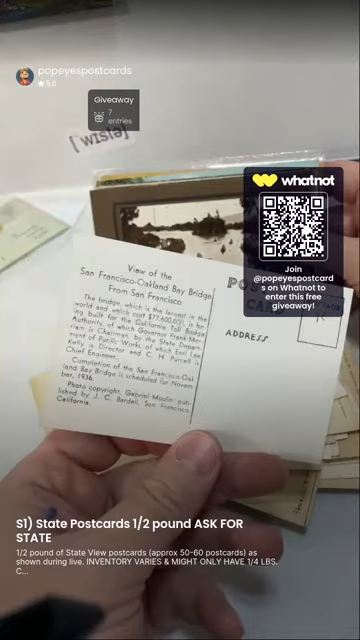 popeyespostcards
★ 5.0
Giveaway
7
entries
['wɪslə]
whatnot
Join
@popeyespostcard
s on Whatnot to
enter this free
giveaway!
View of the
San Francisco-Oakland Bay Bridge
From San Francisco
The bridge, which is the largest in the
world and which cost $77,600,000, is be-
ing built for the California Toll Bridge
Authority, of which Governor Frank Mer-
riam is Chairman, by the State Depart-
ment of Public Works, of which Earl Lee
Kelly is Director and C. H. Purcell is
Chief Engineer.
Completion of the San Francisco-Oak
land Bay Bridge is scheduled for Novem-
ber, 1936.
Photo copyright, Gabriel Moulin; pub-
lished by J. C. Bardell, San Francisco,
California.
ADDRESS
S1) State Postcards 1/2 pound ASK FOR
STATE
1/2 pound of State View postcards (approx 50-60 postcards) as
shown during live. INVENTORY VARIES & MIGHT ONLY HAVE 1/4 LBS.
C...